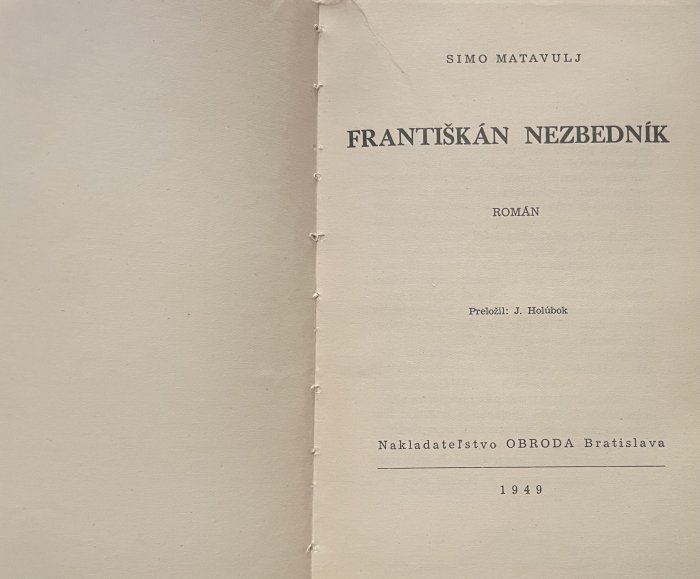 SIMO MATAVULJ
FRANTIŠKÁN NEZBEDNÍK
ROMÁN
Preložil: J. Holúbok
Nakladateľstvo OBRODA Bratislava
1949